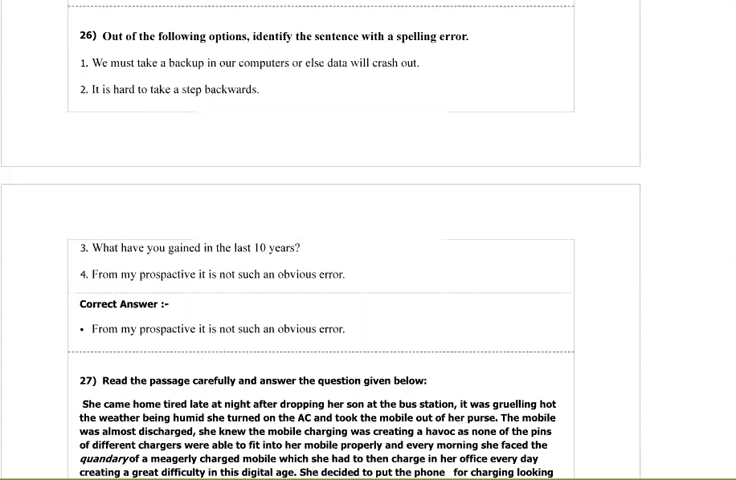 26) Out of the following options, identify the sentence with a spelling error.
1. We must take a backup in our computers or else data will crash out.
2. It is hard to take a step backwards.
3. What have you gained in the last 10 years?
4. From my prospactive it is not such an obvious error.
Correct Answer :-
• From my prospactive it is not such an obvious error.
27) Read the passage carefully and answer the question given below:
She came home tired late at night after dropping her son at the bus station, it was gruelling hot
the weather being humid she turned on the AC and took the mobile out of her purse. The mobile
was almost discharged, she knew the mobile charging was creating a havoc as none of the pins
of different chargers were able to fit into her mobile properly and every morning she faced the
quandary of a meagerly charged mobile which she had to then charge in her office every day
creating a great difficulty in this digital age. She decided to put the phone for charging looking